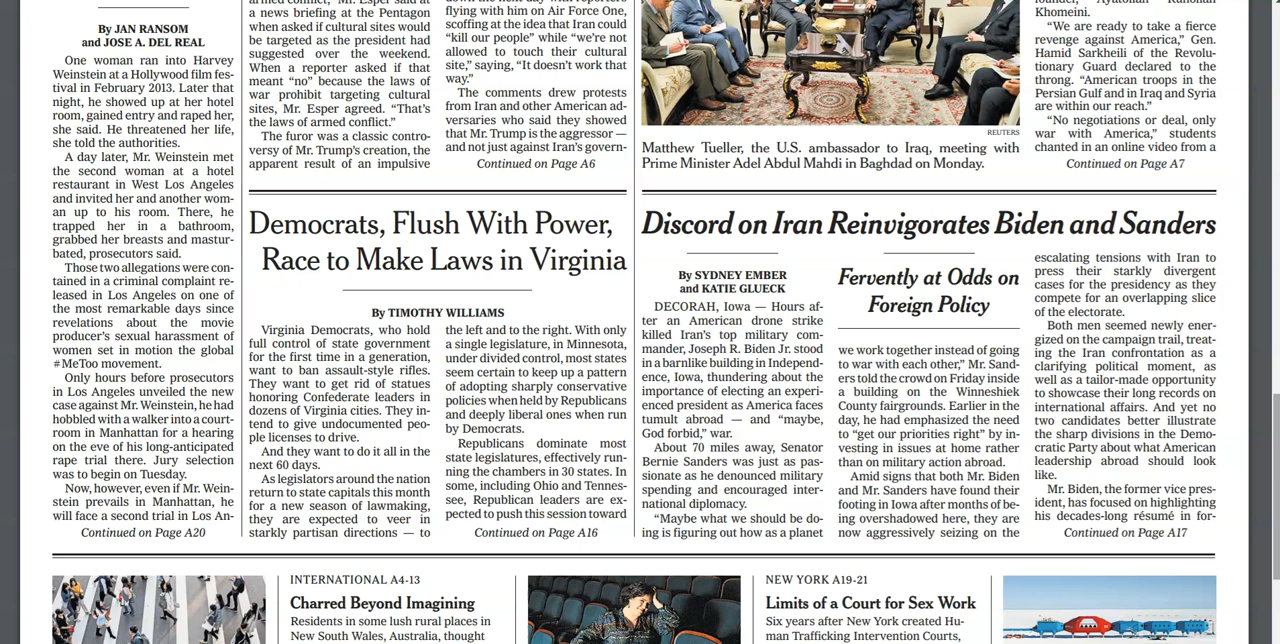 By JAN RANSOM
and JOSE A. DEL REAL
One woman ran into Harvey
Weinstein at a Hollywood film fes-
tival in February 2013. Later that
night, he showed up at her hotel
room, gained entry and raped her,
she said. He threatened her life,
she told the authorities.
A day later, Mr. Weinstein met
the second woman at a hotel
restaurant in West Los Angeles
and invited her and another wom-
an up to his room. There, he
trapped her in a bathroom,
grabbed her breasts and mastur-
bated, prosecutors said.
Those two allegations were con-
tained in a criminal complaint re-
leased in Los Angeles on one of
the most remarkable days since
revelations about the movie
producer's sexual harassment of
women set in motion the global
#MeToo movement.
Only hours before prosecutors
in Los Angeles unveiled the new
case against Mr. Weinstein, he had
hobbled with a walker into a court-
room in Manhattan for a hearing
on the eve of his long-anticipated
rape trial there. Jury selection
was to begin on Tuesday.
Now, however, even if Mr. Wein-
stein prevails in Manhattan, he
will face a second trial in Los An-
Continued on Page A20
armed conflict," Mr. Esper said at
a news briefing at the Pentagon
when asked if cultural sites would
be targeted as the president had
suggested over the weekend.
When a reporter asked if that
meant "no" because the laws of
war prohibit targeting cultural
sites, Mr. Esper agreed. "That's
the laws of armed conflict."
The furor was a classic contro-
versy of Mr. Trump's creation, the
apparent result of an impulsive
flying with him on Air Force One,
scoffing at the idea that Iran could
"kill our people" while "we're not
allowed to touch their cultural
site," saying, "It doesn't work that
way."
The comments drew protests
from Iran and other American ad-
versaries who said they showed
that Mr. Trump is the aggressor —
and not just against Iran's govern-
Continued on Page A6
REUTERS
Matthew Tueller, the U.S. ambassador to Iraq, meeting with
Prime Minister Adel Abdul Mahdi in Baghdad on Monday.
founder, Ayatollah Ruhollah
Khomeini.
"We are ready to take a fierce
revenge against America," Gen.
Hamid Sarkheili of the Revolu-
tionary Guard declared to the
throng. "American troops in the
Persian Gulf and in Iraq and Syria
are within our reach."
"No negotiations or deal, only
war with America," students
chanted in an online video from a
Continued on Page A7
Democrats, Flush With Power,
Race to Make Laws in Virginia
By TIMOTHY WILLIAMS
Virginia Democrats, who hold
full control of state government
for the first time in a generation,
want to ban assault-style rifles.
They want to get rid of statues
honoring Confederate leaders in
dozens of Virginia cities. They in-
tend to give undocumented peo-
ple licenses to drive.
And they want to do it all in the
next 60 days.
As legislators around the nation
return to state capitals this month
for a new season of lawmaking,
they are expected to veer in
starkly partisan directions — to
the left and to the right. With only
a single legislature, in Minnesota,
under divided control, most states
seem certain to keep up a pattern
of adopting sharply conservative
policies when held by Republicans
and deeply liberal ones when run
by Democrats.
Republicans dominate most
state legislatures, effectively run-
ning the chambers in 30 states. In
some, including Ohio and Tennes-
see, Republican leaders are ex-
pected to push this session toward
Continued on Page A16
Discord on Iran Reinvigorates Biden and Sanders
By SYDNEY EMBER
and KATIE GLUECK
DECORAH, Iowa — Hours af-
ter an American drone strike
killed Iran's top military com-
mander, Joseph R. Biden Jr. stood
in a barnlike building in Independ-
ence, Iowa, thundering about the
importance of electing an experi-
enced president as America faces
tumult abroad — and "maybe,
God forbid," war.
About 70 miles away, Senator
Bernie Sanders was just as pas-
sionate as he denounced military
spending and encouraged inter-
national diplomacy.
"Maybe what we should be do-
ing is figuring out how as a planet
Fervently at Odds on
Foreign Policy
we work together instead of going
to war with each other," Mr. Sand-
ers told the crowd on Friday inside
a building on the Winneshiek
County fairgrounds. Earlier in the
day, he had emphasized the need
to "get our priorities right" by in-
vesting in issues at home rather
than on military action abroad.
Amid signs that both Mr. Biden
and Mr. Sanders have found their
footing in Iowa after months of be-
ing overshadowed here, they are
now aggressively seizing on the
escalating tensions with Iran to
press their starkly divergent
cases for the presidency as they
compete for an overlapping slice
of the electorate.
Both men seemed newly ener-
gized on the campaign trail, treat-
ing the Iran confrontation as a
clarifying political moment, as
well as a tailor-made opportunity
to showcase their long records on
international affairs. And yet no
two candidates better illustrate
the sharp divisions in the Demo-
cratic Party about what American
leadership abroad should look
like.
Mr. Biden, the former vice pres-
ident, has focused on highlighting
his decades-long résumé in for-
Continued on Page A17
INTERNATIONAL A4-13
Charred Beyond Imagining
Residents in some lush rural places in
New South Wales, Australia, thought
NEW YORK A19-21
Limits of a Court for Sex Work
Six years after New York created Hu-
man Trafficking Intervention Courts,